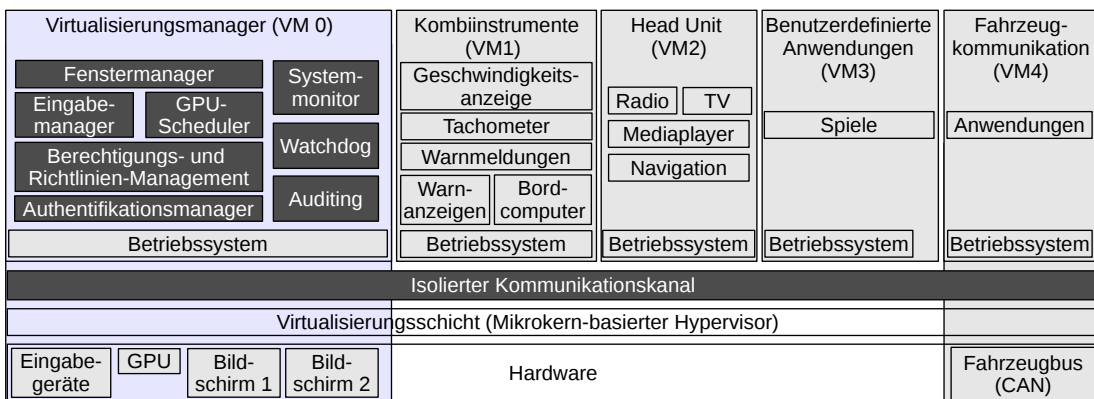 Virtualisierungsmanager (VM 0)
Fenstermanager
System-
monitor
Eingabe-
manager
GPU-
Scheduler
Watchdog
Berechtigungs- und
Richtlinien-Management
Auditing
Authentifikationsmanager
Betriebssystem
Kombiinstrumente
(VM1)
Geschwindigkeits-
anzeige
Tachometer
Warnmeldungen
Warn-
anzeigen
Bord-
computer
Betriebssystem
Head Unit
(VM2)
Radio
TV
Mediaplayer
Navigation
Betriebssystem
Benutzerdefinierte
Anwendungen
(VM3)
Spiele
Betriebssystem
Fahrzeug-
kommunikation
(VM4)
Anwendungen
Betriebssystem
Isolierter Kommunikationskanal
Virtualisierungsschicht (Mikrokern-basierter Hypervisor)
Eingabe-
geräte
GPU
Bild-
schirm 1
Bild-
schirm 2
Hardware
Fahrzeugbus
(CAN)